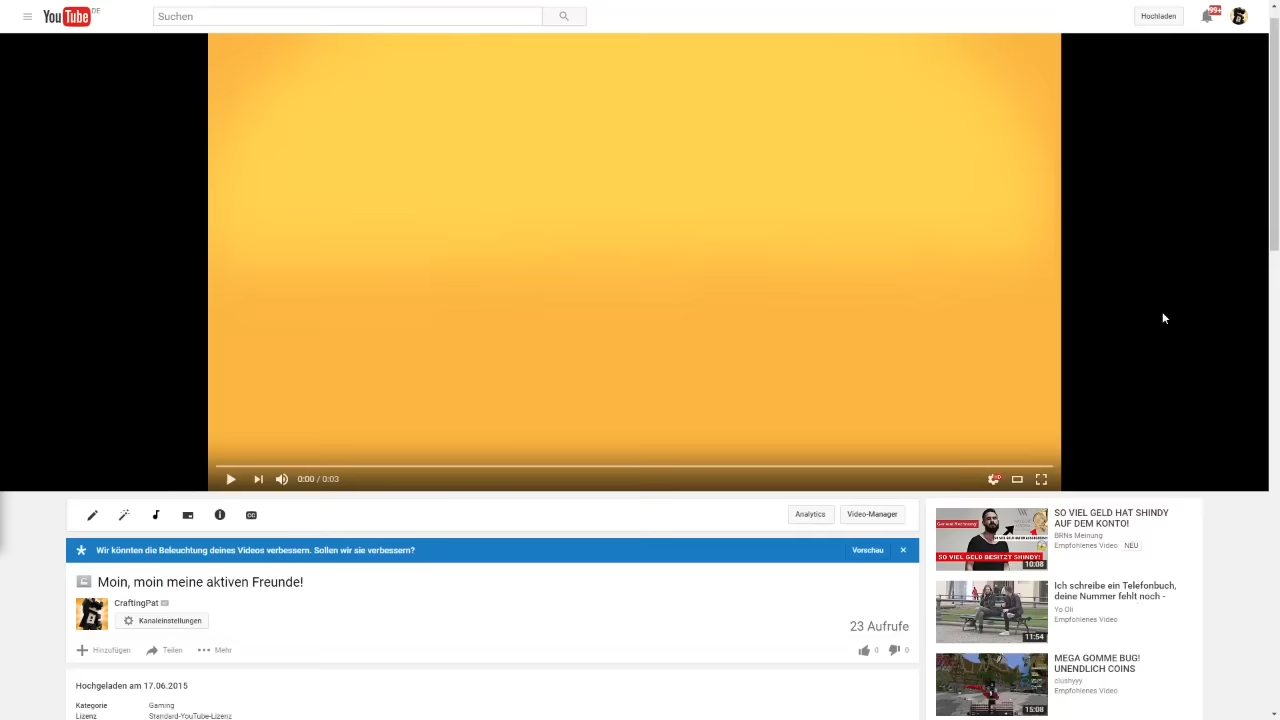 YouTube DE
Suchen
Hochladen
99+
0:00 / 0:03
HD
CC
Analytics
Video-Manager
Wir könnten die Beleuchtung deines Videos verbessern. Sollen wir sie verbessern?
Vorschau
Moin, moin meine aktiven Freunde!
CraftingPat
Kanaleinstellungen
23 Aufrufe
Hinzufügen
Teilen
Mehr
0
0
Hochgeladen am 17.06.2015
Kategorie Gaming
Lizenz Standard-YouTube-Lizenz
SO VIEL GELD BESITZT SHINDY!
10:08
SO VIEL GELD HAT SHINDY
AUF DEM KONTO!
BRNs Meinung
Empfohlenes Video NEU
11:54
Ich schreibe ein Telefonbuch,
deine Nummer fehlt noch -
Yo Oli
Empfohlenes Video
15:08
MEGA GOMME BUG!
UNENDLICH COINS
olushyyy
Empfohlenes Video